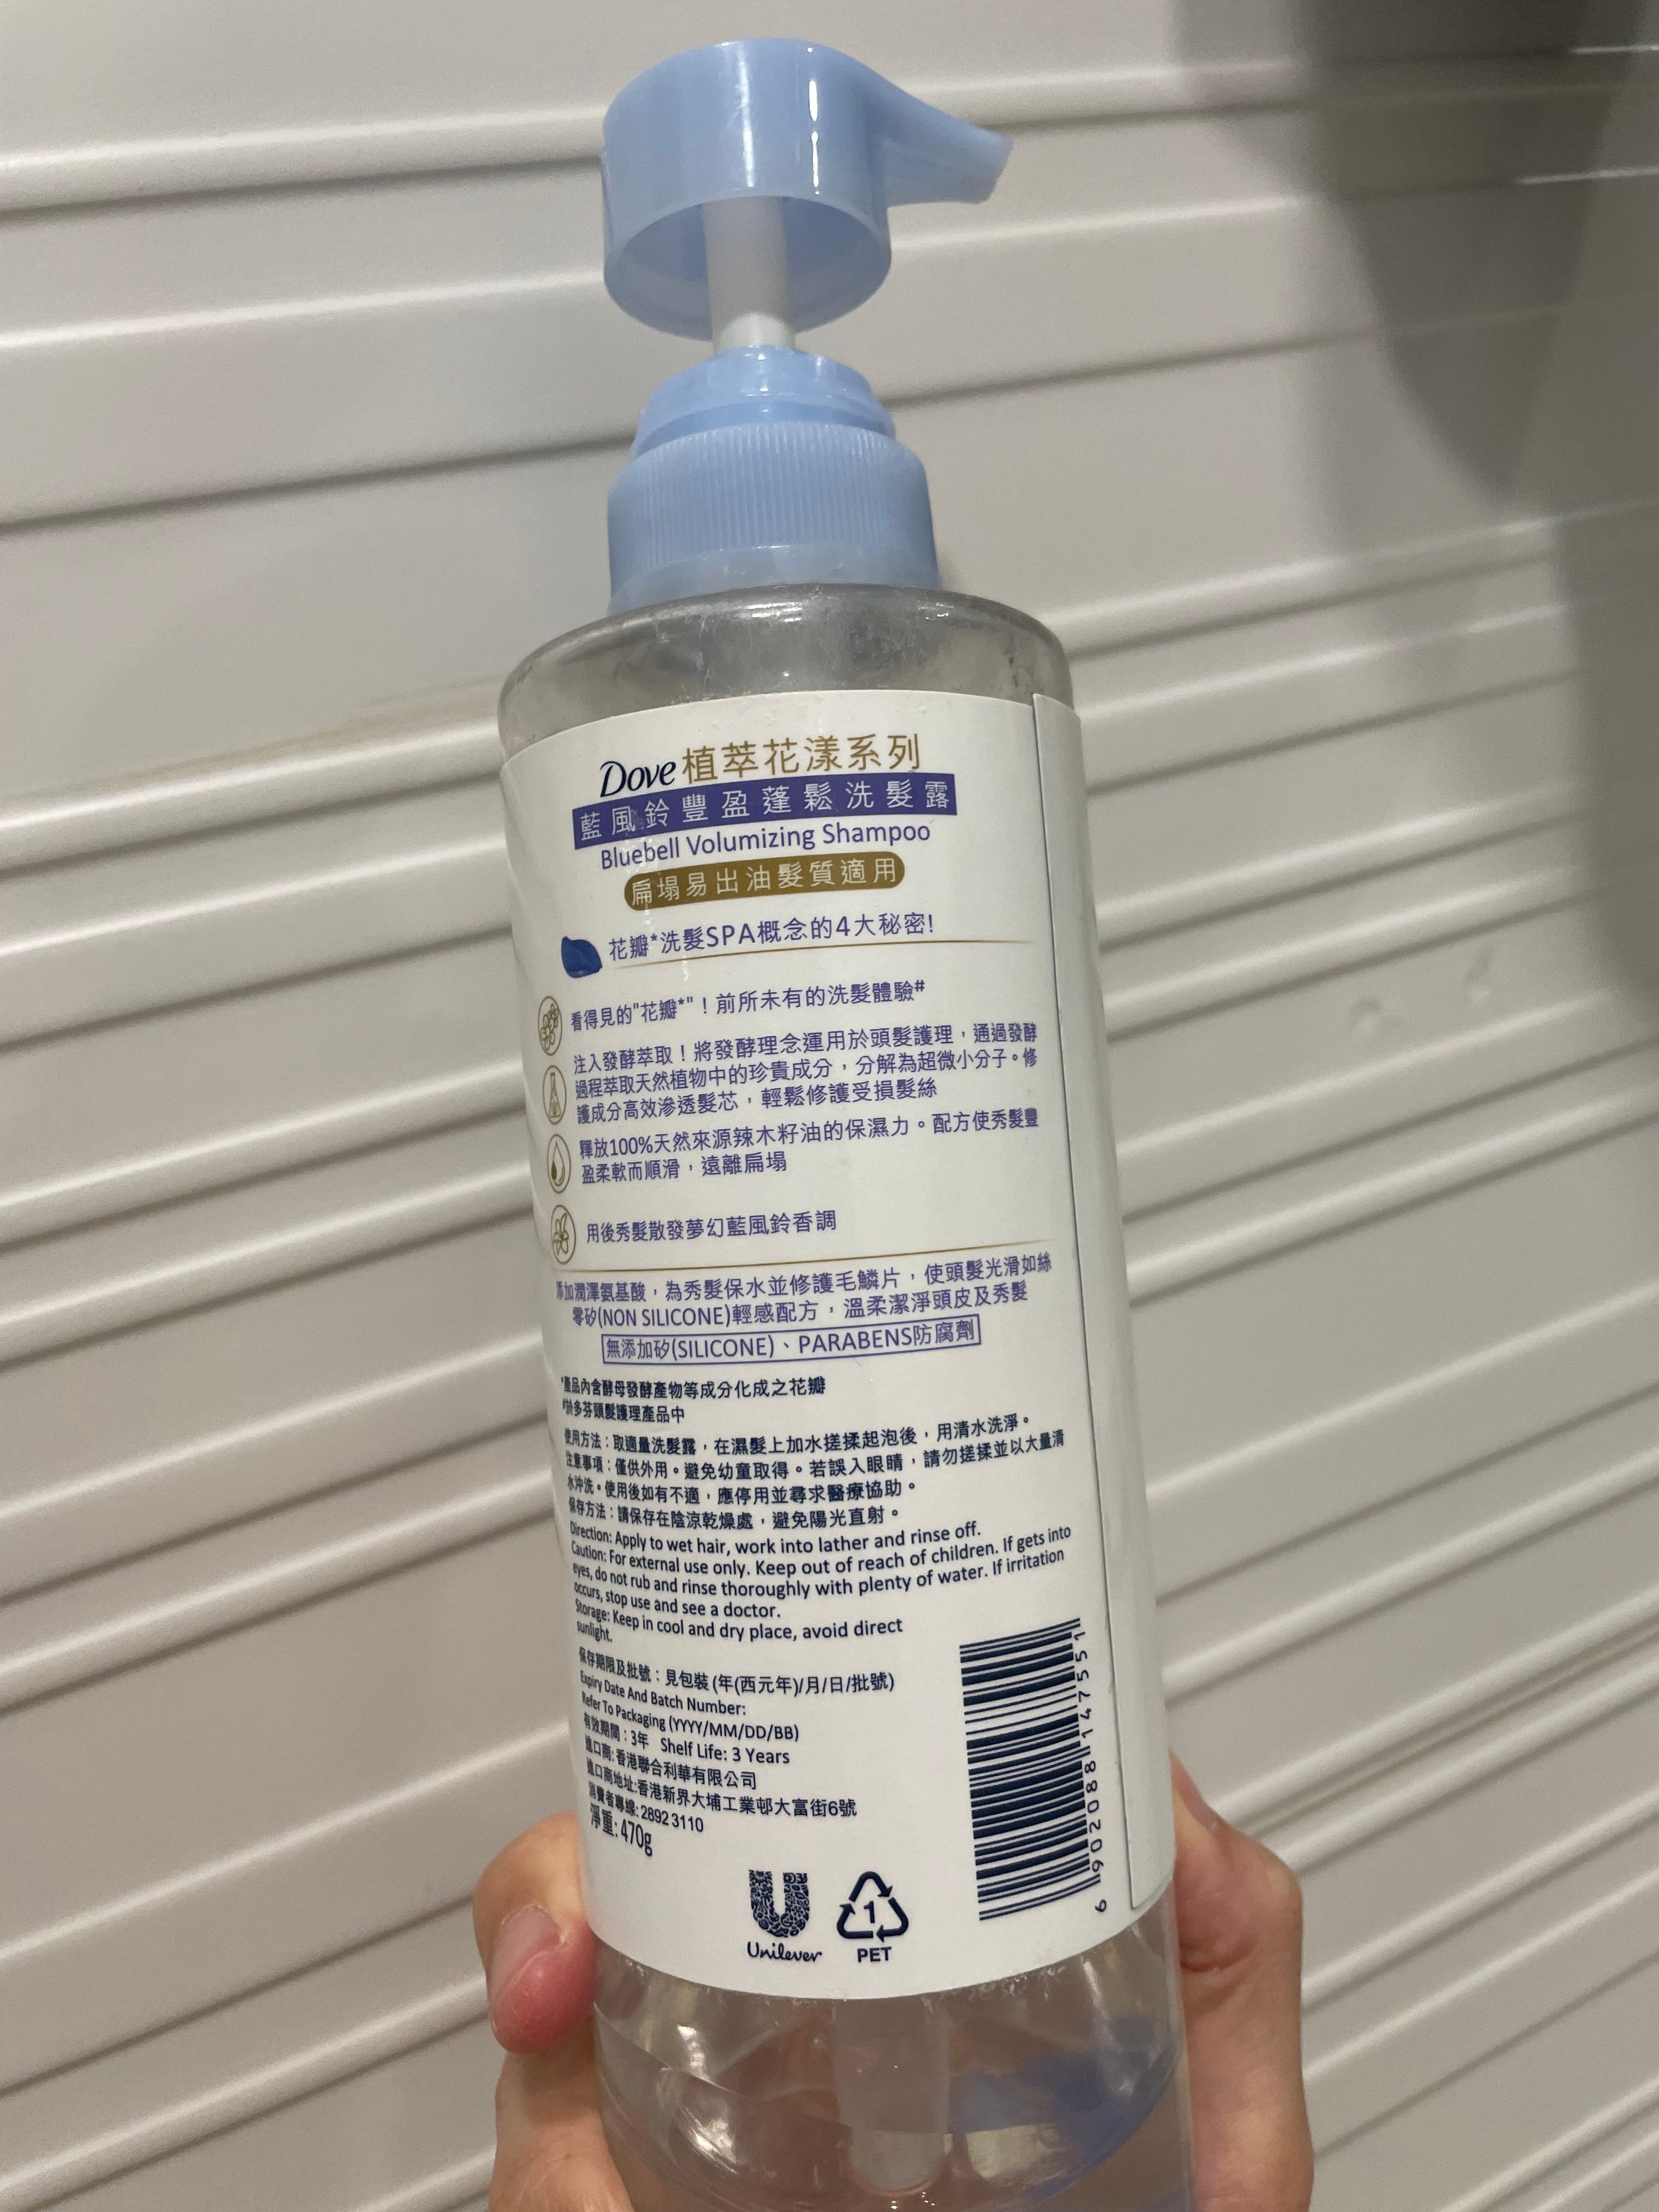 Dove 植萃花漾系列
藍風鈴豐盈蓬鬆洗髮露
Bluebell Volumizing Shampoo
扁塌易出油髮質適用
花瓣*洗髮SPA概念的4大秘密!
看得見的"花瓣*"！前所未有的洗髮體驗#
注入發酵萃取！將發酵理念運用於頭髮護理，通過發酵
過程萃取天然植物中的珍貴成分，分解為超微小分子。修
護成分高效滲透髮芯，輕鬆修護受損髮絲
釋放100%天然來源辣木籽油的保濕力。配方使秀髮豐
盈柔軟而順滑，遠離扁塌
用後秀髮散發夢幻藍風鈴香調
添加潤澤氨基酸，為秀髮保水並修護毛鱗片，使頭髮光滑如絲
零矽(NON SILICONE)輕感配方，溫柔潔淨頭皮及秀髮
無添加矽(SILICONE)、PARABENS防腐劑
*產品內含酵母發酵產物等成分化成之花瓣
#於多芬頭髮護理產品中
使用方法：取適量洗髮露，在濕髮上加水搓揉起泡後，用清水洗淨。
注意事項：僅供外用。避免幼童取得。若誤入眼睛，請勿搓揉並以大量清
水沖洗。使用後如有不適，應停用並尋求醫療協助。
保存方法：請保存在陰涼乾燥處，避免陽光直射。
Direction: Apply to wet hair, work into lather and rinse off.
Caution: For external use only. Keep out of reach of children. If gets into
eyes, do not rub and rinse thoroughly with plenty of water. If irritation
occurs, stop use and see a doctor.
Storage: Keep in cool and dry place, avoid direct
sunlight.
保存期限及批號：見包裝 (年(西元年)/月/日/批號)
Expiry Date And Batch Number:
Refer To Packaging (YYYY/MM/DD/BB)
有效期間：3年 Shelf Life: 3 Years
進口商: 香港聯合利華有限公司
進口商地址:香港新界大埔工業邨大富街6號
消費者專線: 2892 3110
淨重: 470g
6 902088 147551
Unilever
1
PET